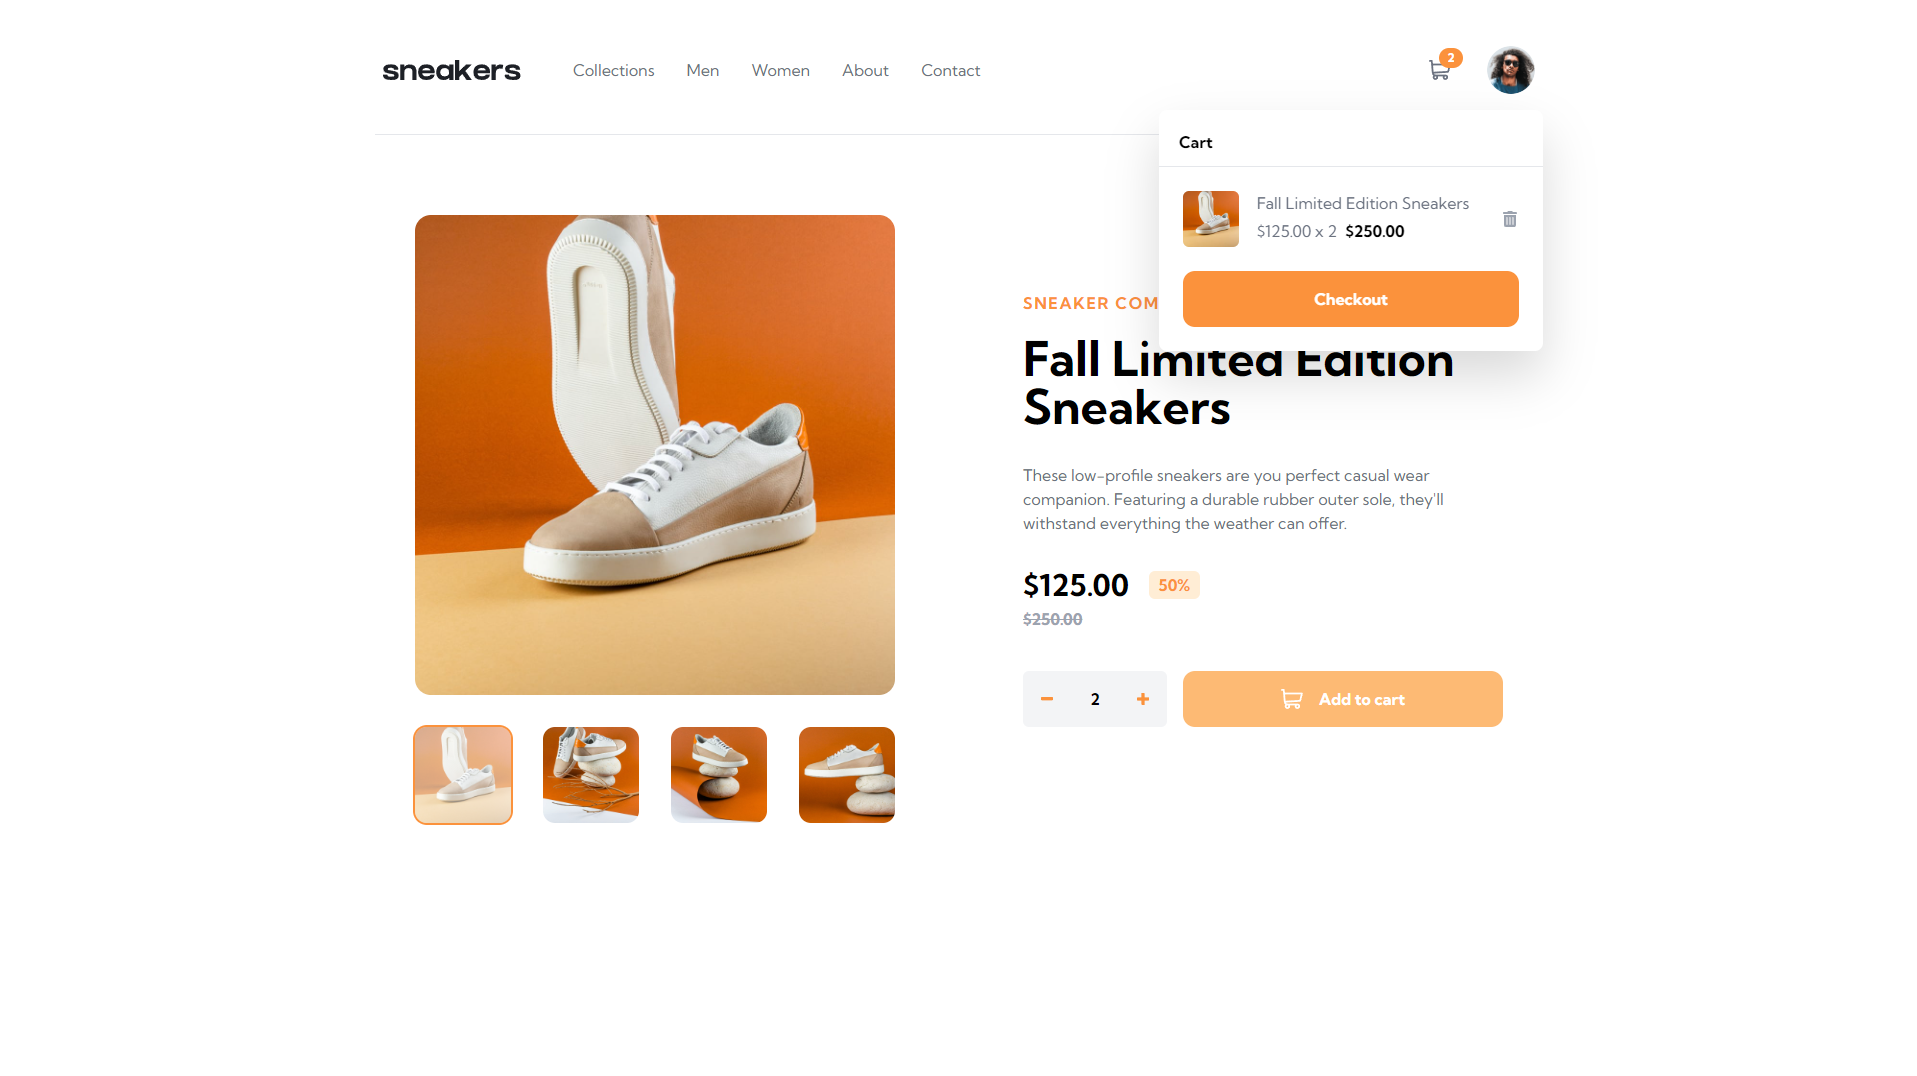 sneakers
Collections
Men
Women
About
Contact
2
Cart
Fall Limited Edition Sneakers
$125.00 x 2 $250.00
Checkout
SNEAKER COM
Fall Limited Edition
Sneakers
These low-profile sneakers are you perfect casual wear
companion. Featuring a durable rubber outer sole, they'll
withstand everything the weather can offer.
$125.00 50%
$250.00
2
Add to cart